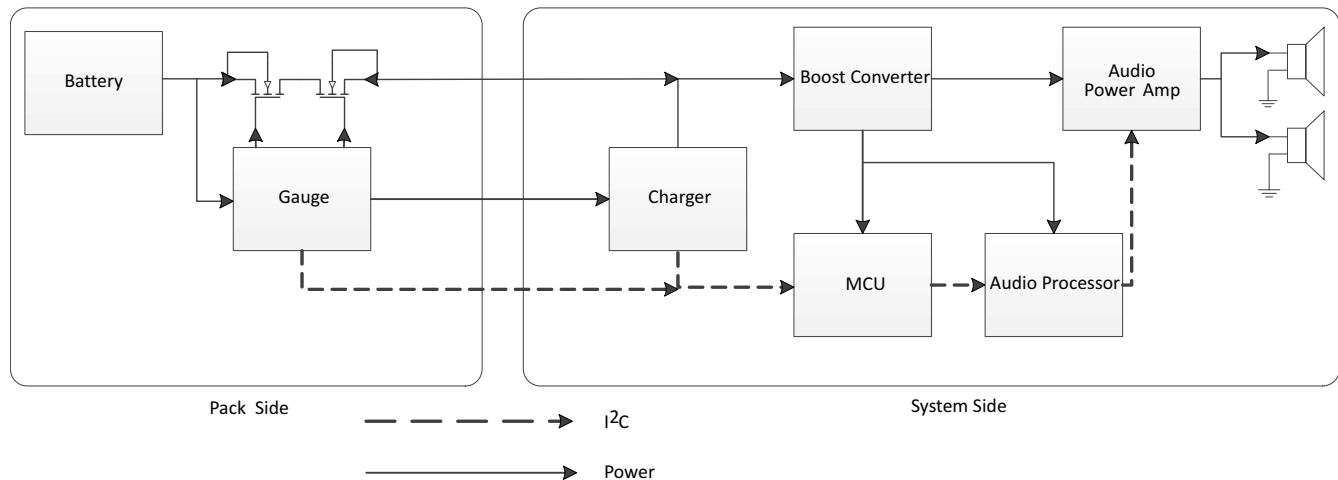 Battery
Gauge
Charger
Boost Converter
Audio
Power Amp
MCU
Audio Processor
Pack Side
System Side
I²C
Power